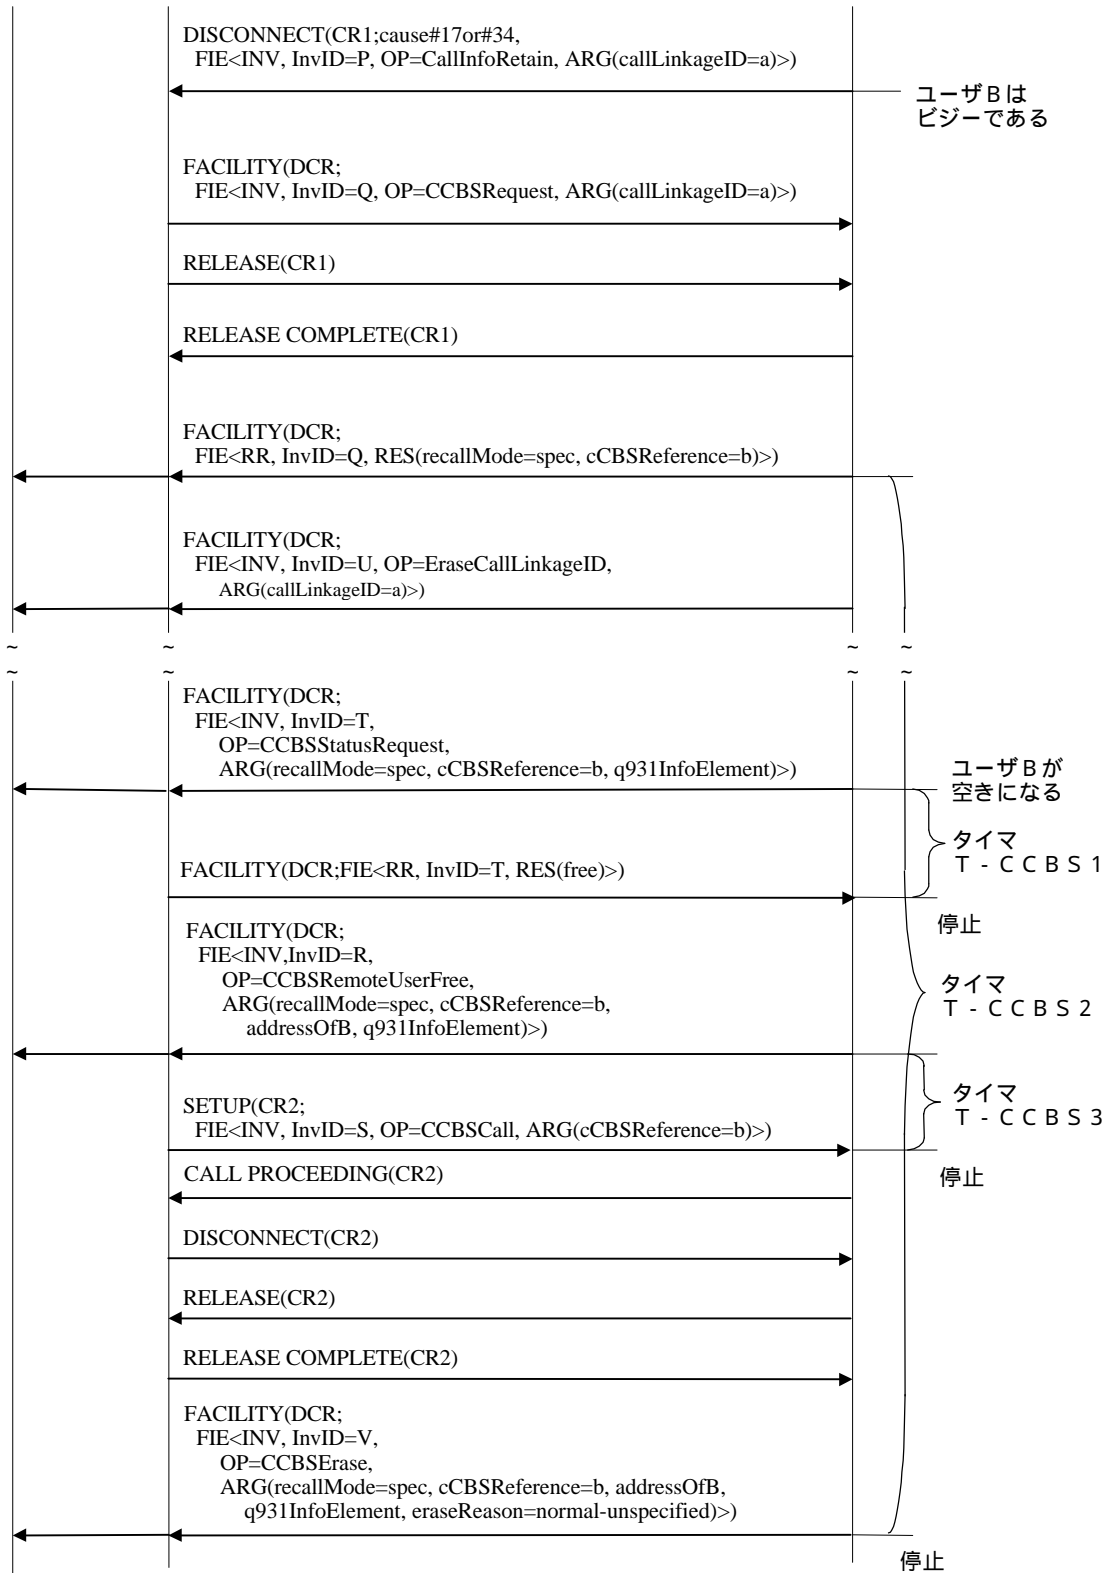 DISCONNECT(CR1;cause#17or#34,
FIE<INV, InvID=P, OP=CallInfoRetain, ARG(callLinkageID=a)>)
ユーザBは
ビジーである
FACILITY(DCR;
FIE<INV, InvID=Q, OP=CCBSRequest, ARG(callLinkageID=a)>)
RELEASE(CR1)
RELEASE COMPLETE(CR1)
FACILITY(DCR;
FIE<RR, InvID=Q, RES(recallMode=spec, cCBSReference=b)>)
FACILITY(DCR;
FIE<INV, InvID=U, OP=EraseCallLinkageID,
ARG(callLinkageID=a)>)
~ ~ ~ ~
~ ~ ~ ~
FACILITY(DCR;
FIE<INV, InvID=T,
OP=CCBSStatusRequest,
ARG(recallMode=spec, cCBSReference=b, q931InfoElement)>)
ユーザBが
空きになる
タイマ
T-CCBS1
FACILITY(DCR;FIE<RR, InvID=T, RES(free)>)
停止
FACILITY(DCR;
FIE<INV,InvID=R,
OP=CCBSRemoteUserFree,
ARG(recallMode=spec, cCBSReference=b,
addressOfB, q931InfoElement)>)
タイマ
T-CCBS2
タイマ
T-CCBS3
SETUP(CR2;
FIE<INV, InvID=S, OP=CCBSCall, ARG(cCBSReference=b)>)
停止
CALL PROCEEDING(CR2)
DISCONNECT(CR2)
RELEASE(CR2)
RELEASE COMPLETE(CR2)
FACILITY(DCR;
FIE<INV, InvID=V,
OP=CCBSErase,
ARG(recallMode=spec, cCBSReference=b, addressOfB,
q931InfoElement, eraseReason=normal-unspecified)>)
停止